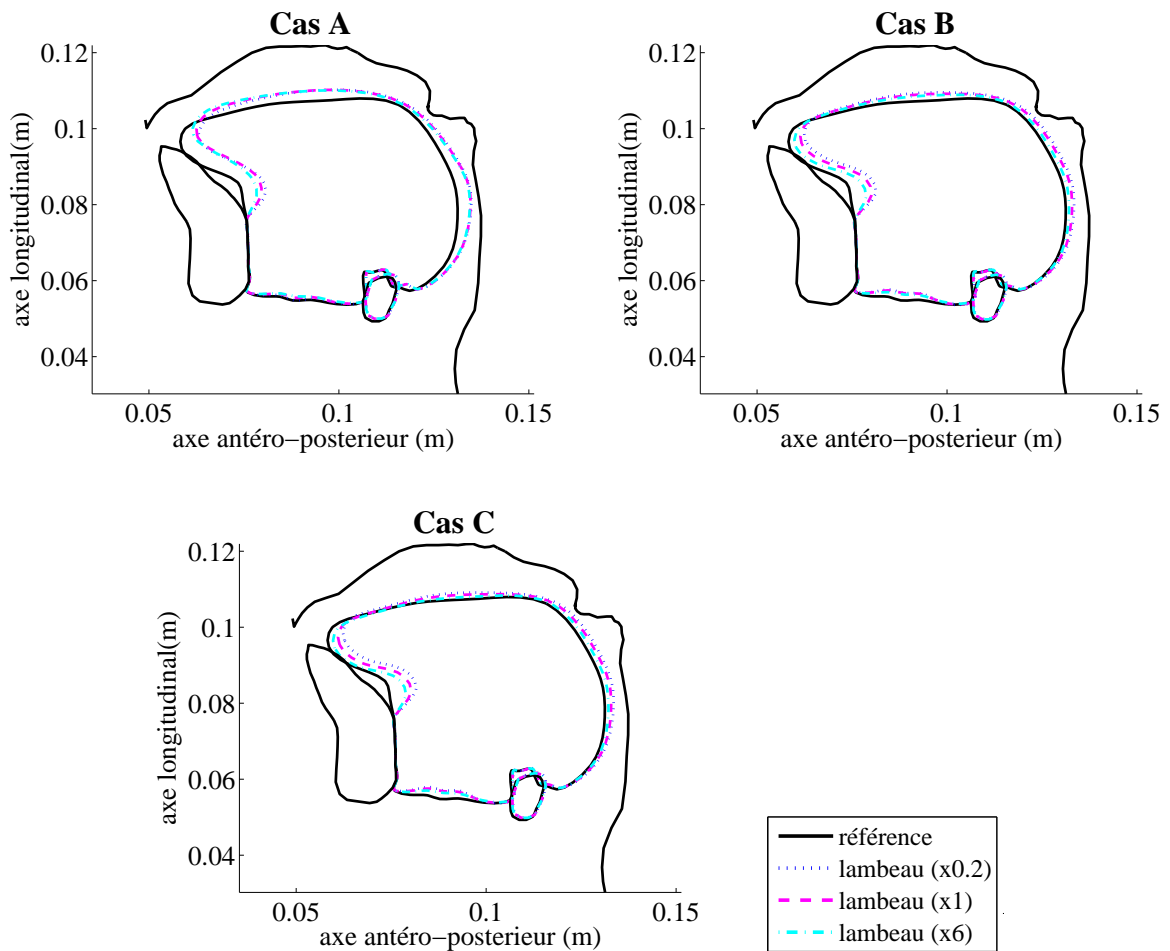 Cas A
0.12
0.1
0.08
0.06
0.04
axe longitudinal(m)
0.05 0.1 0.15
axe antéro−posterieur (m)
Cas B
0.12
0.1
0.08
0.06
0.04
axe longitudinal(m)
0.05 0.1 0.15
axe antéro−posterieur (m)
Cas C
0.12
0.1
0.08
0.06
0.04
axe longitudinal(m)
0.05 0.1 0.15
axe antéro−posterieur (m)
référence
lambeau (x0.2)
lambeau (x1)
lambeau (x6)